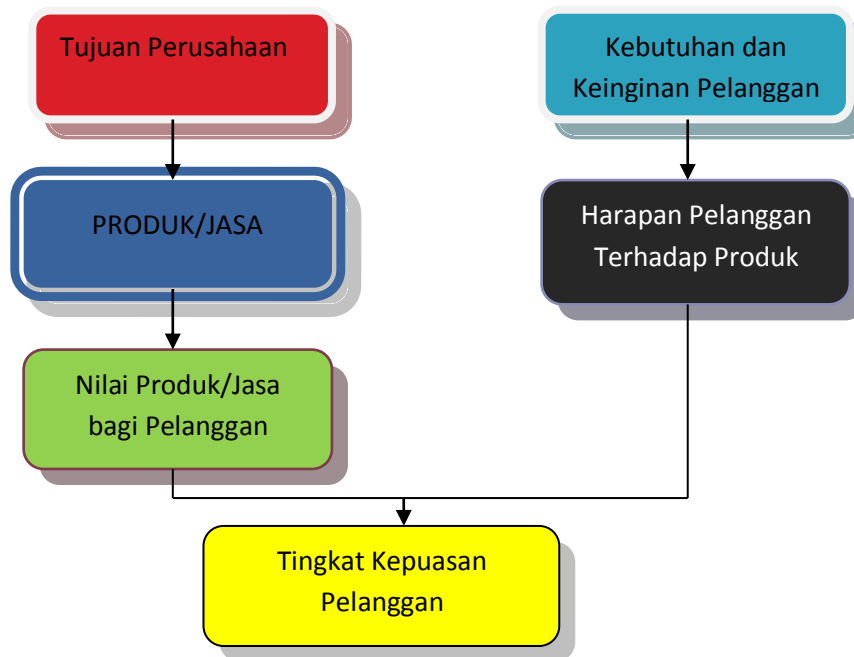 Tujuan Perusahaan
Kebutuhan dan
Keinginan Pelanggan
PRODUK/JASA
Harapan Pelanggan
Terhadap Produk
Nilai Produk/Jasa
bagi Pelanggan
Tingkat Kepuasan
Pelanggan